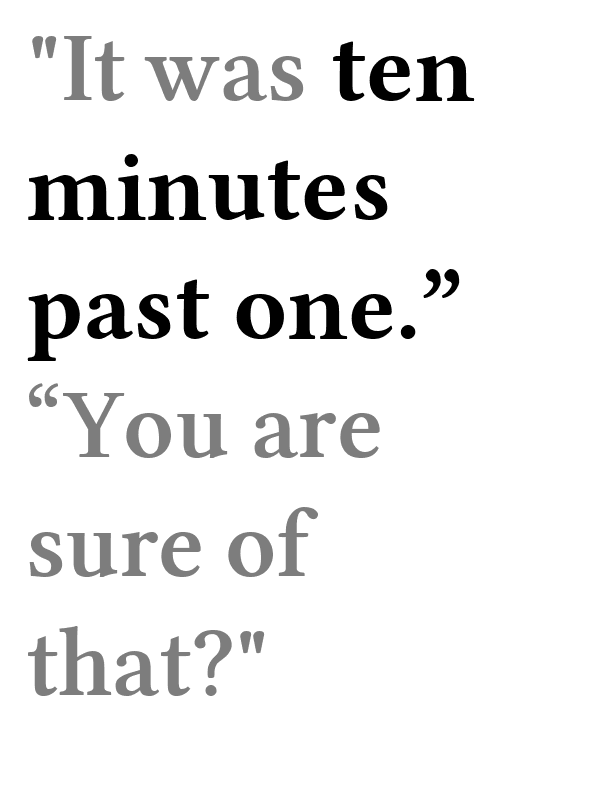 "It was ten
minutes
past one.”
“You are
sure of
that?"